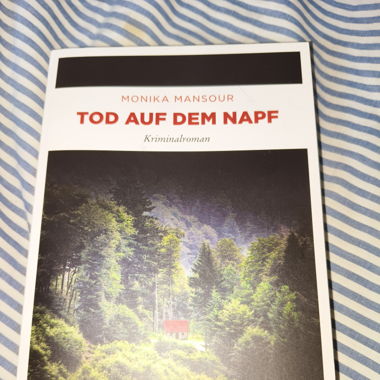 MONIKA MANSOUR
TOD AUF DEM NAPF
Kriminalroman